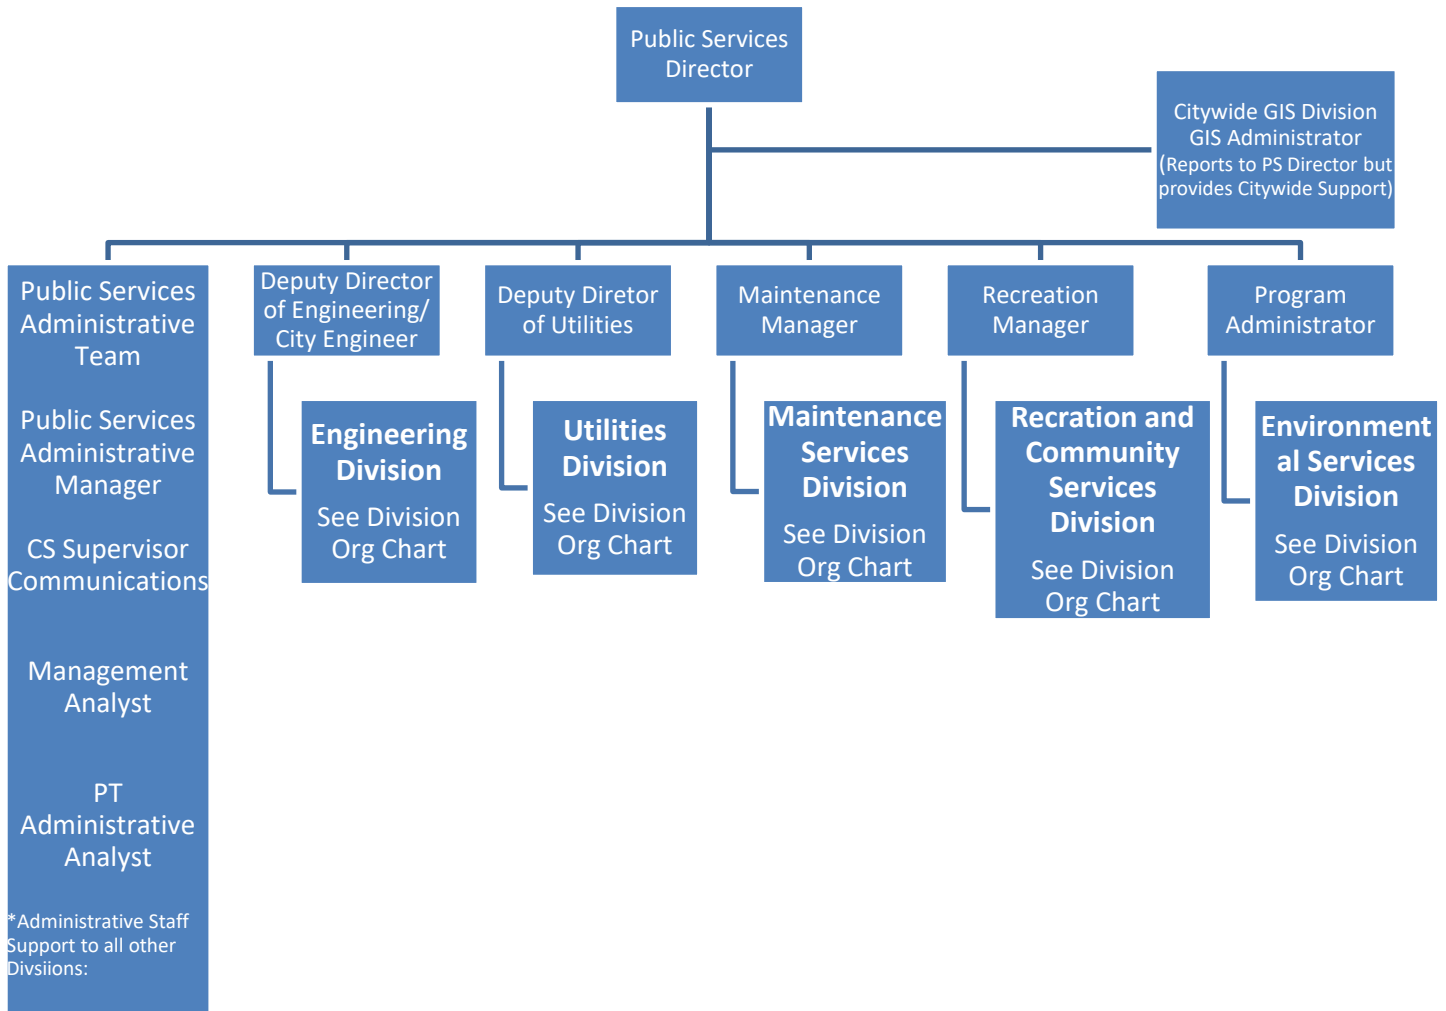 Public Services
Director
Citywide GIS Division
GIS Administrator
(Reports to PS Director but
provides Citywide Support)
Public Services
Administrative
Team
Public Services
Administrative
Manager
CS Supervisor
Communications
Management
Analyst
PT
Administrative
Analyst
*Administrative Staff
Support to all other
Divsiions:
Deputy Director
of Engineering/
City Engineer
Engineering
Division
See Division
Org Chart
Deputy Diretor
of Utilities
Utilities
Division
See Division
Org Chart
Maintenance
Manager
Maintenance
Services
Division
See Division
Org Chart
Recreation
Manager
Recration and
Community
Services
Division
See Division
Org Chart
Program
Administrator
Environment
al Services
Division
See Division
Org Chart